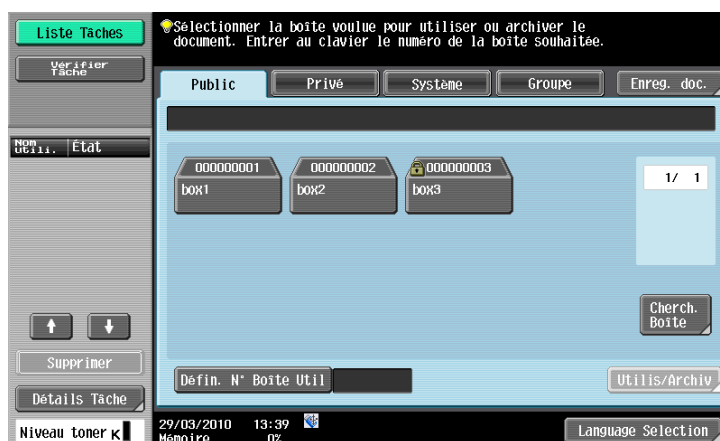 Liste Tâches
Sélectionner la boîte voulue pour utiliser ou archiver le
document. Entrer au clavier le numéro de la boîte souhaitée.
Vérifier
Tâche
Public
Privé
Système
Groupe
Enreg. doc.
Nom
Utili.
État
000000001
000000002
000000003
box1
box2
box3
1/ 1
Cherch.
Boîte
Supprimer
Défin. N° Boîte Util
Utilis/Archiv
Détails Tâche
Niveau toner K
29/03/2010 13:39
Mémoire 0%
Language Selection